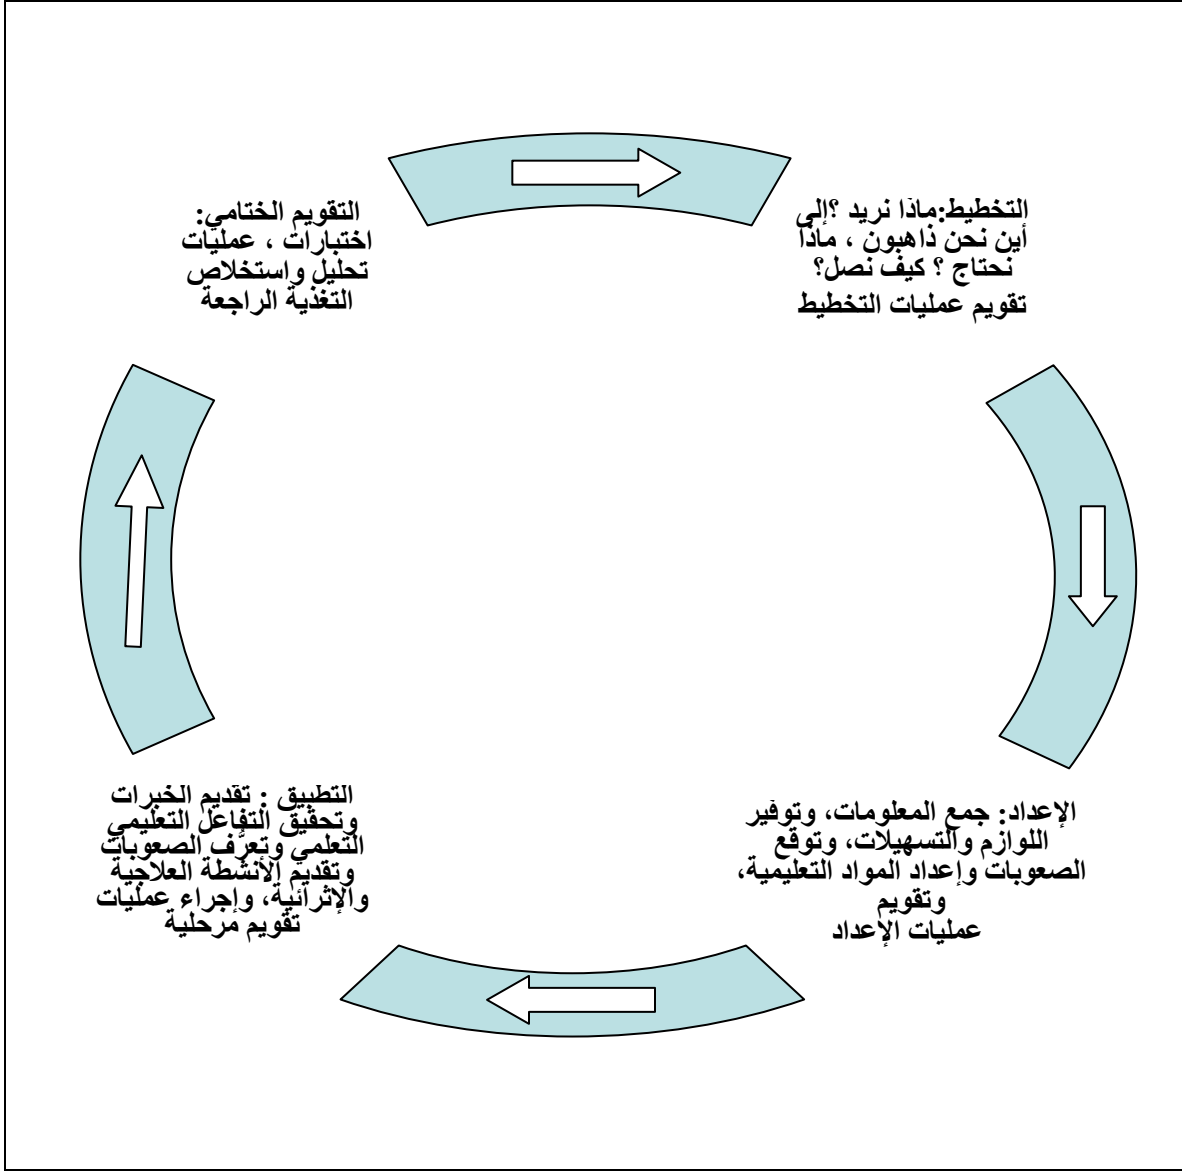 التخطيط:ماذا نريد ؟إلى
أين نحن ذاهبون ، ماذا
نحتاج ؟ كيف نصل؟
تقويم عمليات التخطيط
الإعداد: جمع المعلومات، وتوفير
اللوازم والتسهيلات، وتوقع
الصعوبات وإعداد المواد التعليمية،
وتقويم
عمليات الإعداد
التطبيق : تقديم الخبرات
وتحقيق التفاعل التعليمي
التعلمي وتعرُّف الصعوبات
وتقديم الأنشطة العلاجية
والإثرائية، وإجراء عمليات
تقويم مرحلية
التقويم الختامي:
اختبارات ، عمليات
تحليل واستخلاص
التغذية الراجعة